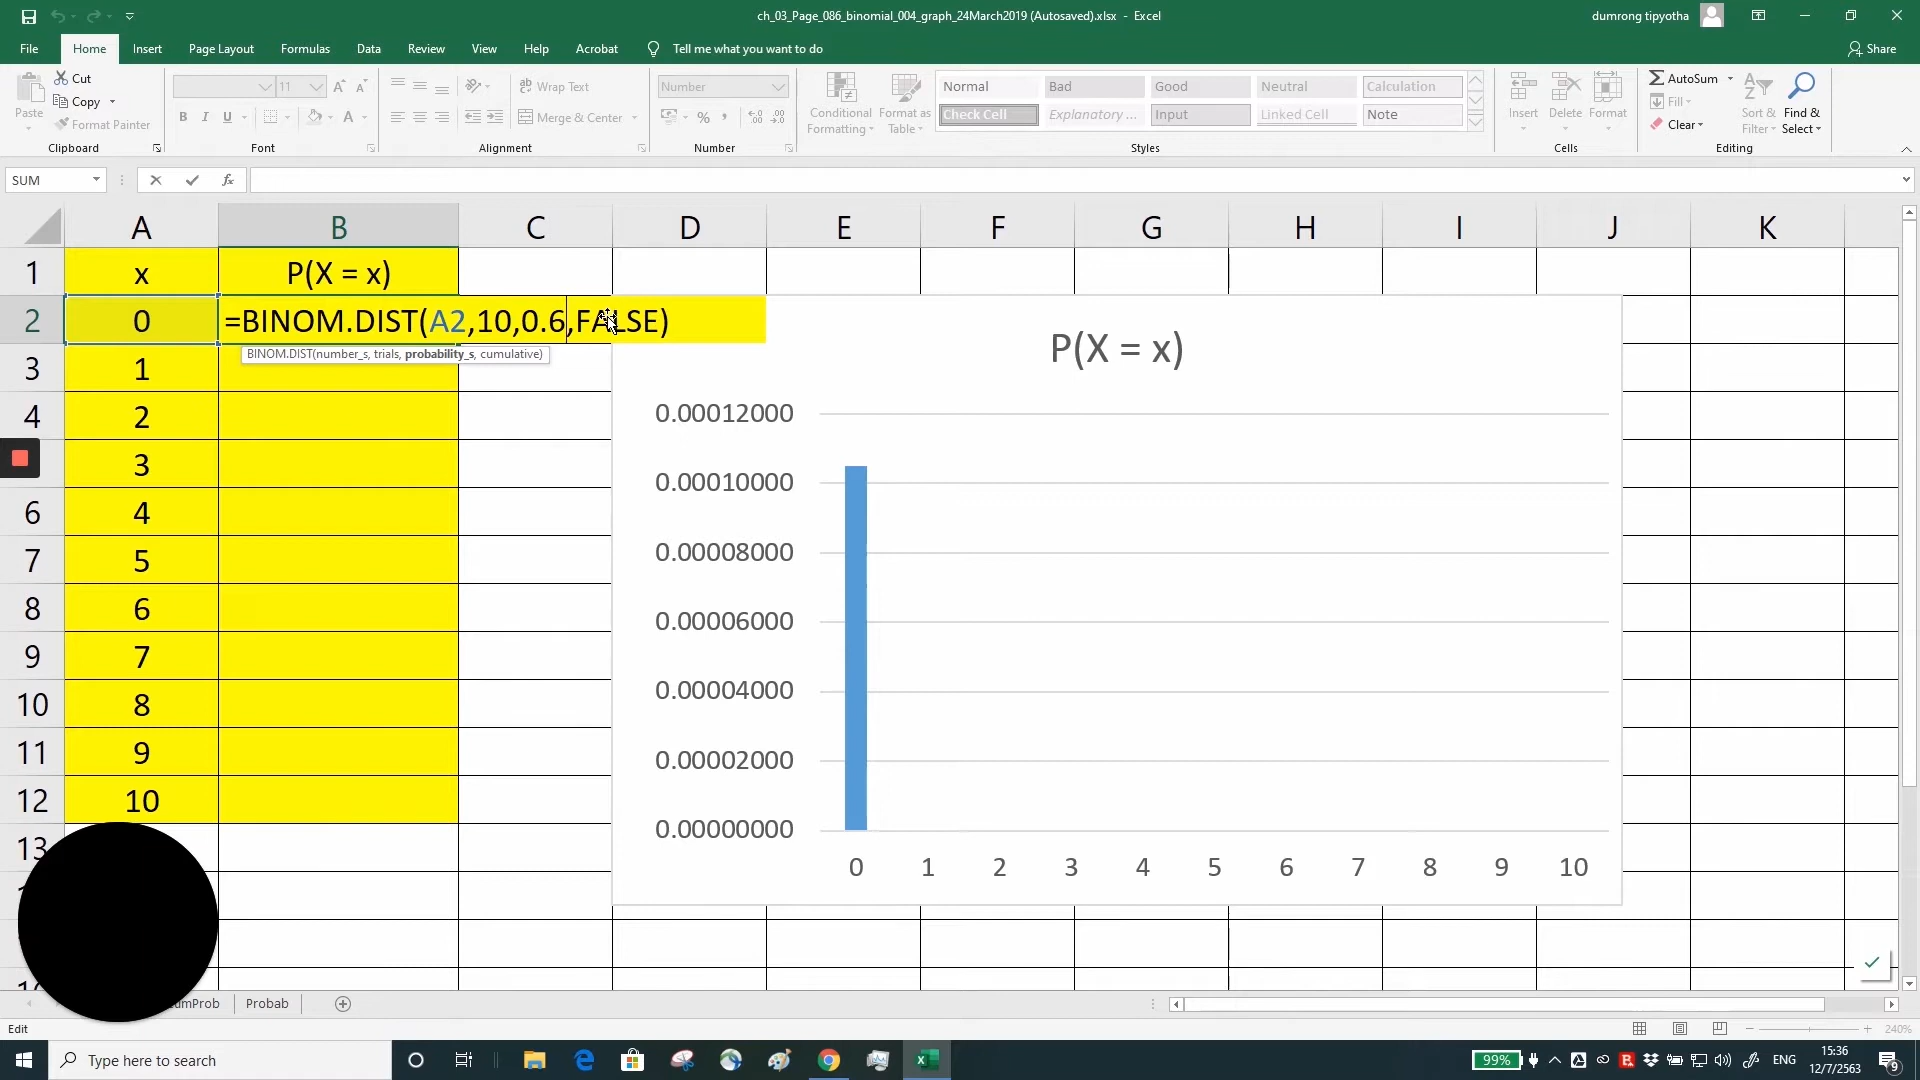 ch_03_Page_086_binomial_004_graph_24March2019 (Autosaved).xlsx - Excel
dumrong tipyotha
File Home Insert Page Layout Formulas Data Review View Help Acrobat Tell me what you want to do Share
Paste
Cut
Copy
Format Painter
Clipboard
11
B I U A
Font
Wrap Text
Merge & Center
Alignment
Number
%
Number
Conditional Formatting
Format as Table
Normal Bad Good Neutral Calculation
Check Cell Explanatory ... Input Linked Cell Note
Styles
Insert Delete Format
Cells
AutoSum
Fill
Clear
Sort & Filter
Find & Select
Editing
SUM fx
A B C D E F G H I J K
1 x P(X = x)
2 0 =BINOM.DIST(A2,10,0.6,FALSE)
BINOM.DIST(number_s, trials, probability_s, cumulative)
3 1
4 2
3
6 4
7 5
8 6
9 7
10 8
11 9
12 10
13
P(X = x)
0.00012000
0.00010000
0.00008000
0.00006000
0.00004000
0.00002000
0.00000000
0 1 2 3 4 5 6 7 8 9 10
Probab
Edit
240%
Type here to search
99%
ENG
15:36
12/7/2563
9